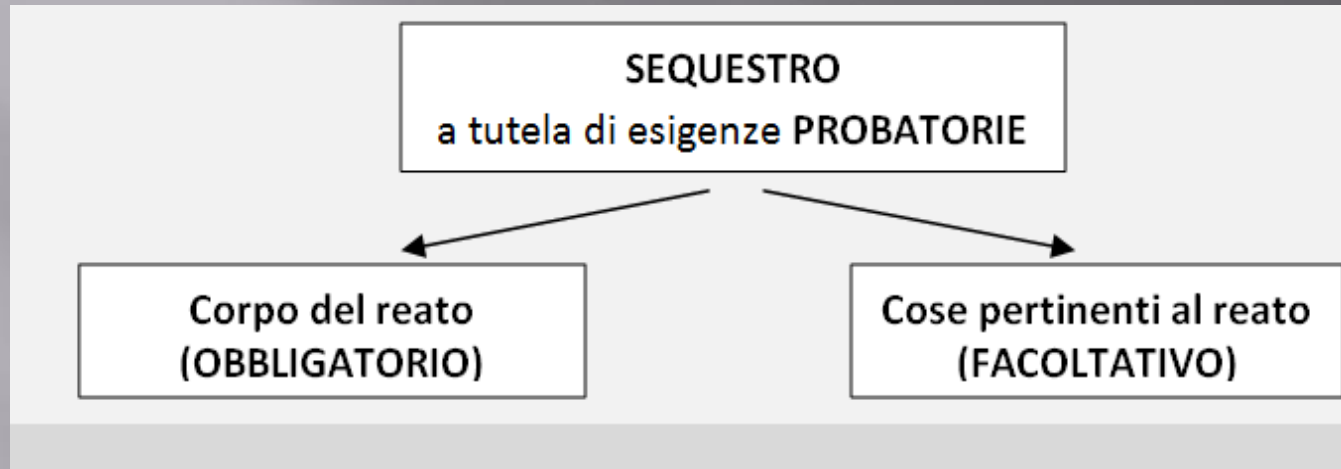 SEQUESTRO
a tutela di esigenze PROBATORIE
Corpo del reato
(OBBLIGATORIO)
Cose pertinenti al reato
(FACOLTATIVO)